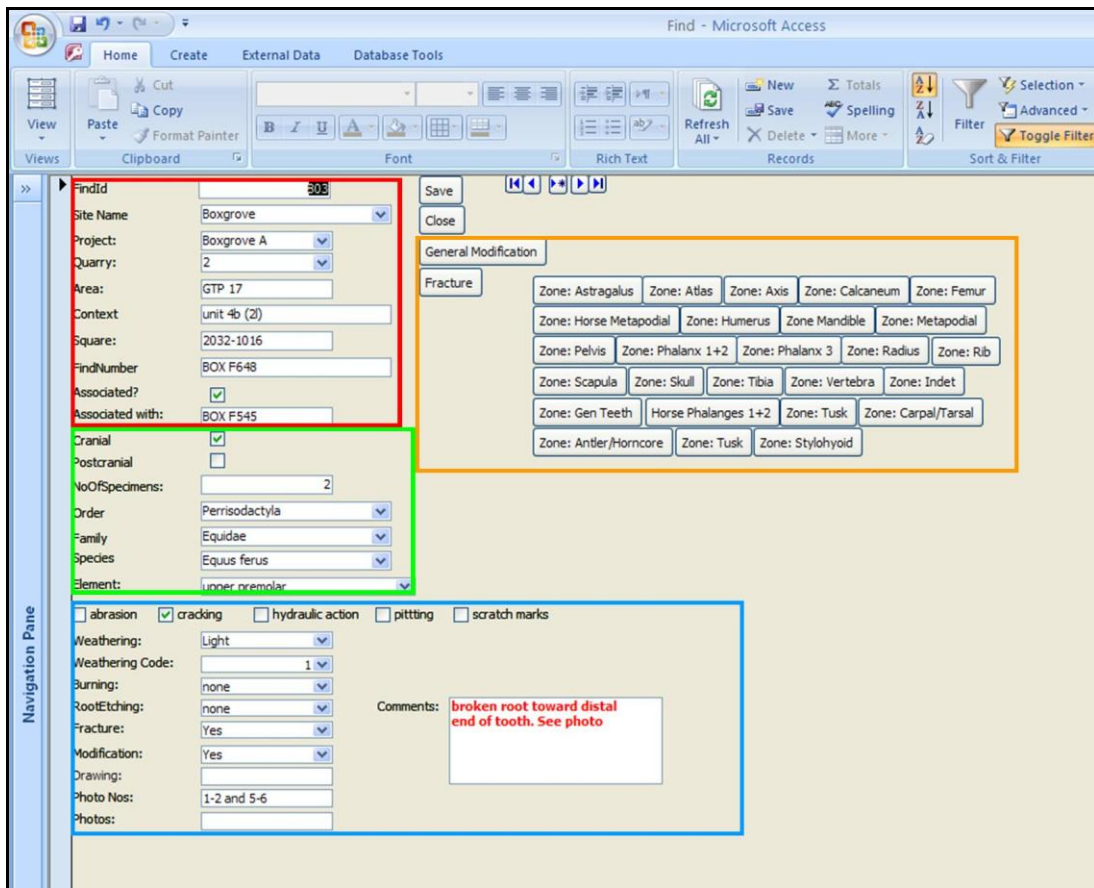 Find - Microsoft Access
Home Create External Data Database Tools
View
Views
Paste
Cut
Copy
Format Painter
Clipboard
B I U A
Font
Rich Text
Refresh All
New
Save
Delete
Σ Totals
Spelling
More
Records
Filter
Selection
Advanced
Toggle Filter
Sort & Filter
Navigation Pane
FindId 303
Site Name Boxgrove
Project: Boxgrove A
Quarry: 2
Area: GTP 17
Context unit 4b (2l)
Square: 2032-1016
FindNumber BOX F648
Associated?
Associated with: BOX F545
Cranial
Postcranial
NoOfSpecimens: 2
Order Perrisodactyla
Family Equidae
Species Equus ferus
Element: upper premolar
Save
Close
General Modification
Fracture
Zone: Astragalus Zone: Atlas Zone: Axis Zone: Calcaneum Zone: Femur
Zone: Horse Metapodial Zone: Humerus Zone Mandible Zone: Metapodial
Zone: Pelvis Zone: Phalanx 1+2 Zone: Phalanx 3 Zone: Radius Zone: Rib
Zone: Scapula Zone: Skull Zone: Tibia Zone: Vertebra Zone: Indet
Zone: Gen Teeth Horse Phalanges 1+2 Zone: Tusk Zone: Carpal/Tarsal
Zone: Antler/Horncore Zone: Tusk Zone: Stylohyoid
abrasion cracking hydraulic action pittting scratch marks
Weathering: Light
Weathering Code: 1
Burning: none
RootEtching: none
Fracture: Yes
Modification: Yes
Drawing:
Photo Nos: 1-2 and 5-6
Photos:
Comments: broken root toward distal
end of tooth. See photo